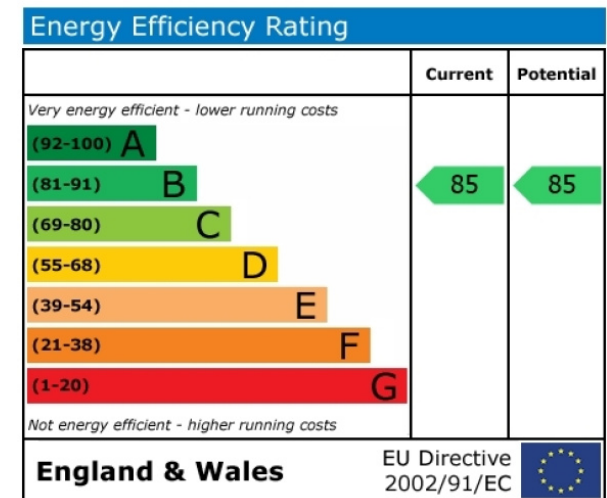 Energy Efficiency Rating
Current Potential
Very energy efficient - lower running costs
(92-100) A
(81-91) B 85 85
(69-80) C
(55-68) D
(39-54) E
(21-38) F
(1-20) G
Not energy efficient - higher running costs
England & Wales
EU Directive
2002/91/EC